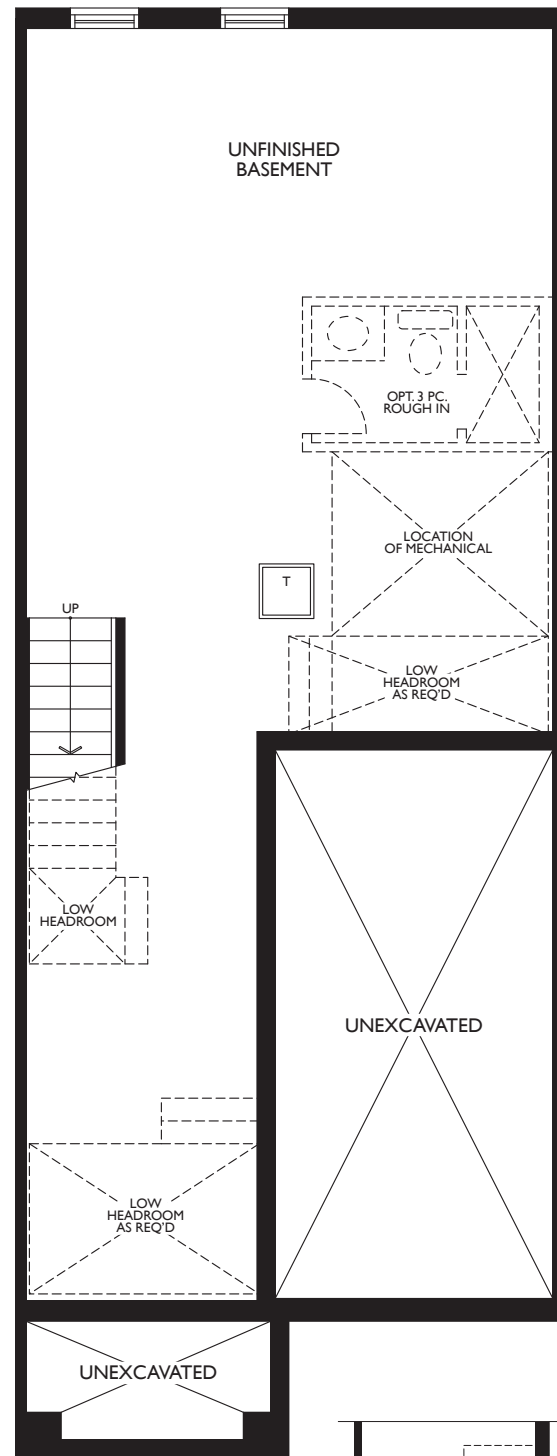 UNFINISHED
BASEMENT
OPT. 3 PC.
ROUGH IN
LOCATION
OF MECHANICAL
T
UP
LOW
HEADROOM
AS REQ'D
LOW
HEADROOM
UNEXCAVATED
LOW
HEADROOM
AS REQ'D
UNEXCAVATED